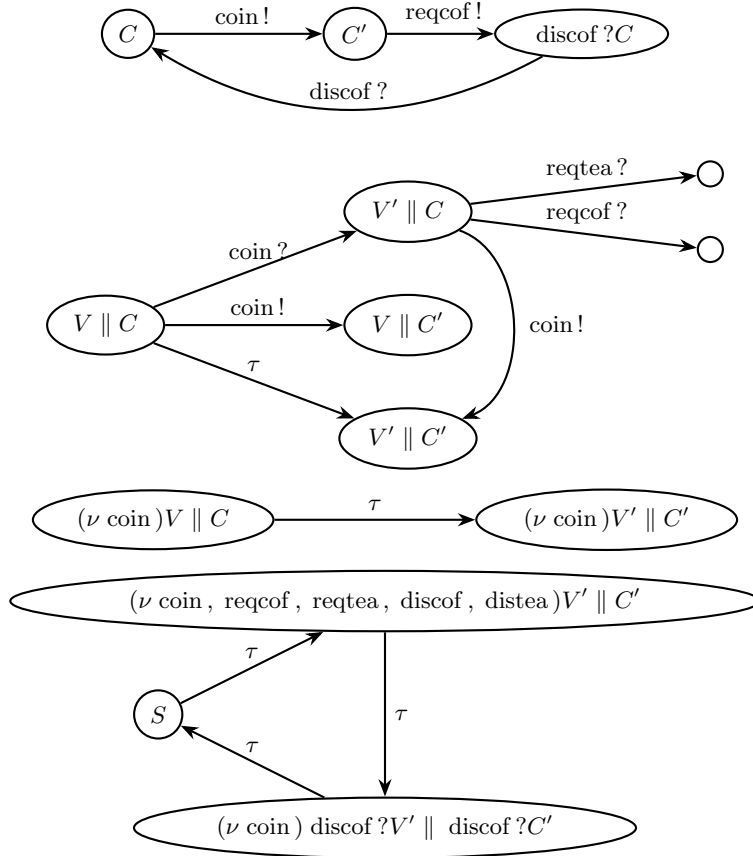 coin ! reqcof !
C C′ discof ?C
discof ?
reqtea ?
V′ ∥ C reqcof ?
coin ?
V ∥ C coin ! V ∥ C′ coin !
τ
V′ ∥ C′
(ν coin )V ∥ C τ (ν coin )V′ ∥ C′
(ν coin , reqcof , reqtea , discof , distea )V′ ∥ C′
τ
S τ
τ
(ν coin ) discof ?V′ ∥ discof ?C′